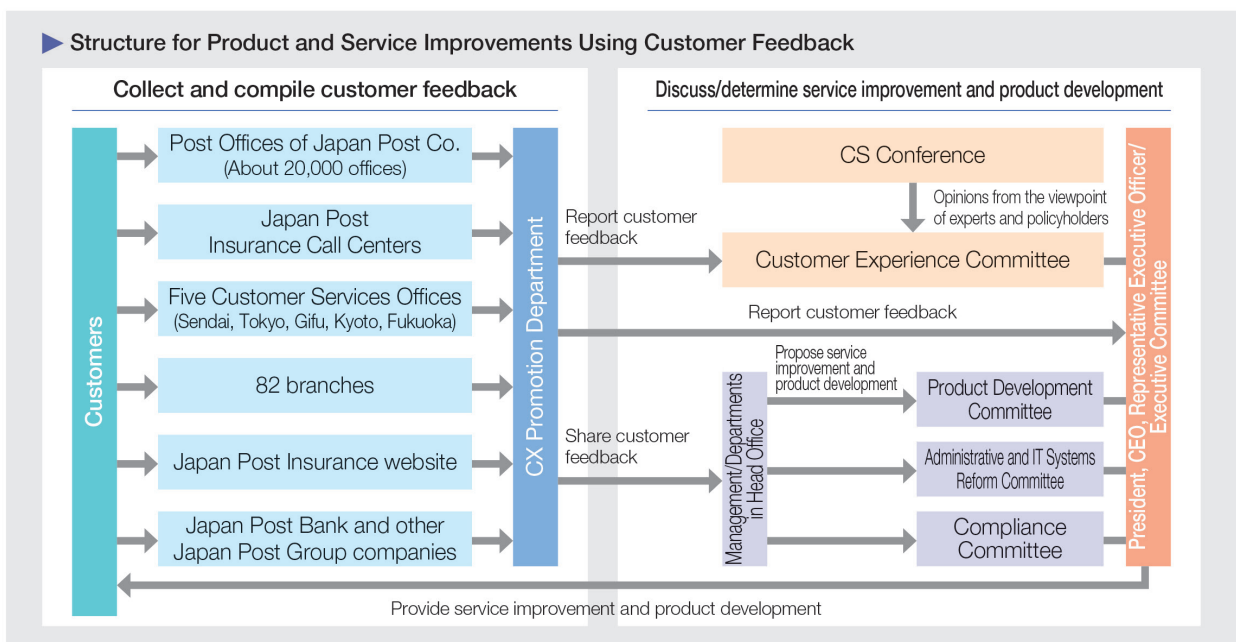 Structure for Product and Service Improvements Using Customer Feedback
Collect and compile customer feedback
Customers
Post Offices of Japan Post Co.
(About 20,000 offices)
Japan Post
Insurance Call Centers
Five Customer Services Offices
(Sendai, Tokyo, Gifu, Kyoto, Fukuoka)
82 branches
Japan Post Insurance website
Japan Post Bank and other
Japan Post Group companies
CX Promotion Department
Report customer
feedback
Share customer
feedback
Discuss/determine service improvement and product development
CS Conference
Opinions from the viewpoint
of experts and policyholders
Customer Experience Committee
Report customer feedback
Management/Departments
in Head Office
Propose service
improvement and
product development
Product Development
Committee
Administrative and IT Systems
Reform Committee
Compliance
Committee
President, CEO, Representative Executive Officer/
Executive Committee
Provide service improvement and product development